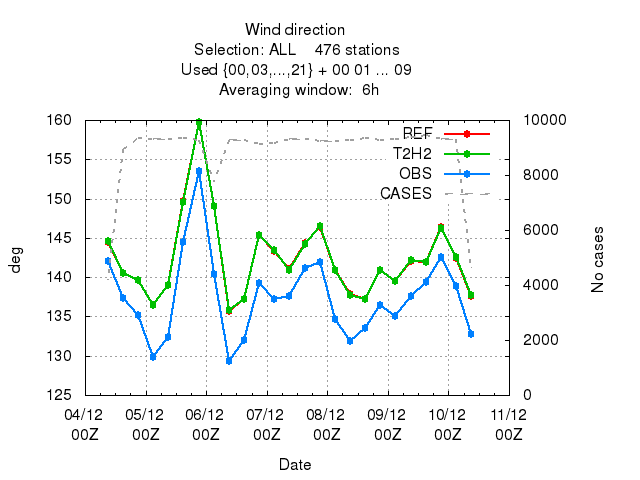 Wind direction
Selection: ALL 476 stations
Used {00,03,...,21} + 00 01 ... 09
Averaging window: 6h
160
155
150
145
140
135
130
125
deg
10000
8000
6000
4000
2000
0
No cases
REF
T2H2
OBS
CASES
04/12 05/12 06/12 07/12 08/12 09/12 10/12 11/12
00Z 00Z 00Z 00Z 00Z 00Z 00Z 00Z
Date